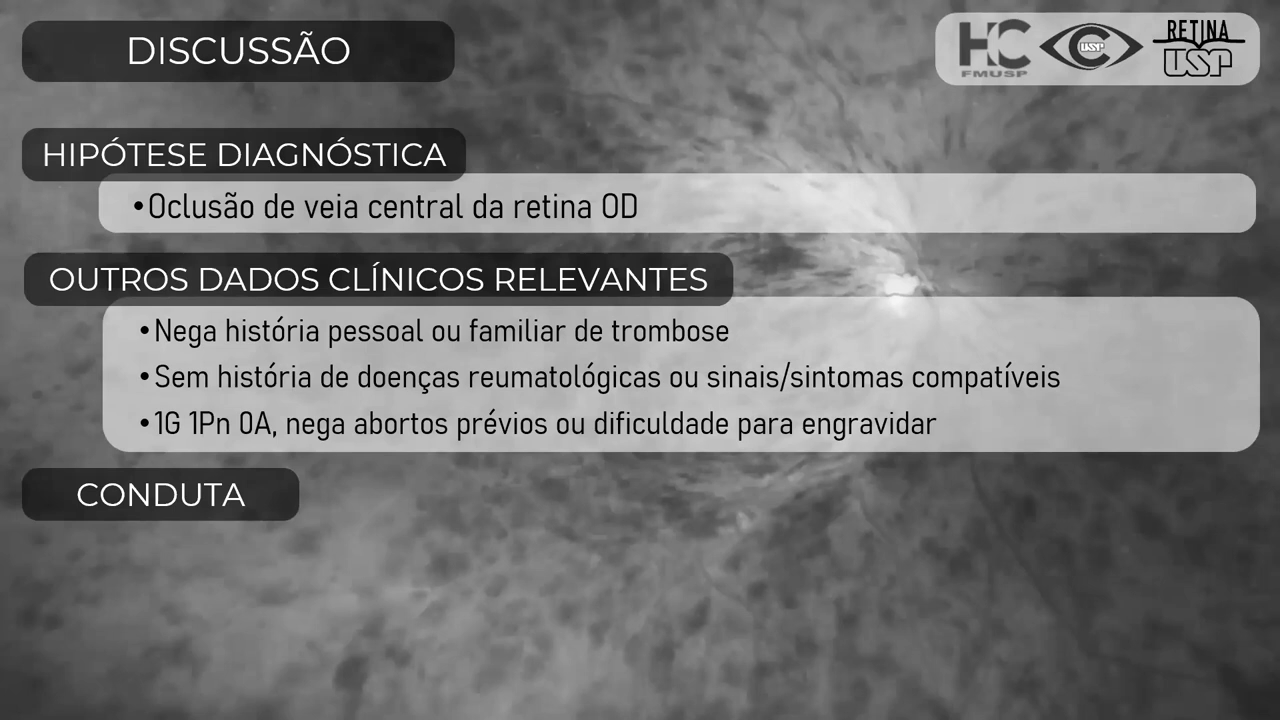 DISCUSSÃO
HC
FMUSP
USP
RETINA
USP
HIPÓTESE DIAGNÓSTICA
•Oclusão de veia central da retina OD
OUTROS DADOS CLÍNICOS RELEVANTES
•Nega história pessoal ou familiar de trombose
•Sem história de doenças reumatológicas ou sinais/sintomas compatíveis
•1G 1Pn 0A, nega abortos prévios ou dificuldade para engravidar
CONDUTA